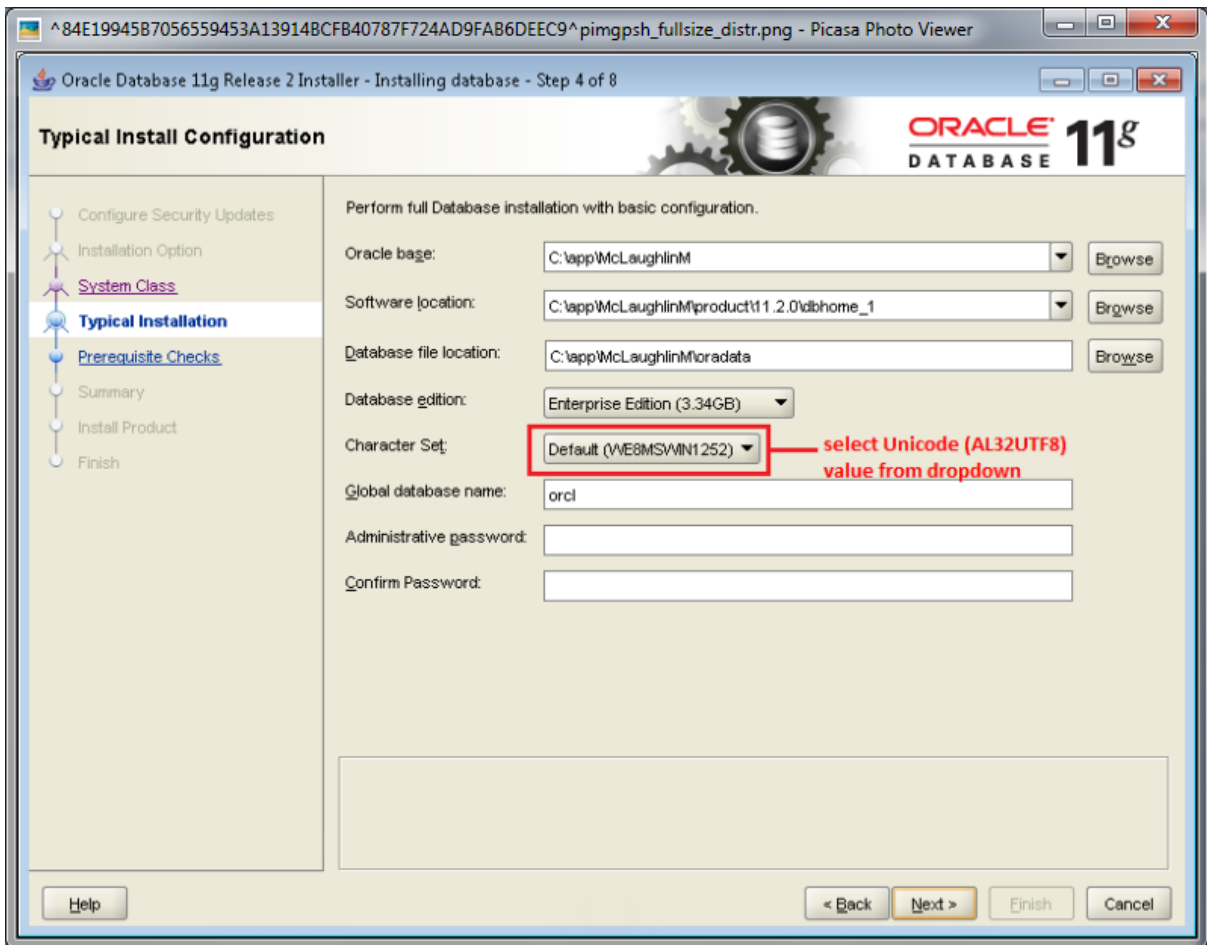 ^84E19945B7056559453A13914BCFB40787F724AD9FAB6DEEC9^pimgpsh_fullsize_distr.png - Picasa Photo Viewer
Oracle Database 11g Release 2 Installer - Installing database - Step 4 of 8
Typical Install Configuration
ORACLE DATABASE 11g
Configure Security Updates
Installation Option
System Class
Typical Installation
Prerequisite Checks
Summary
Install Product
Finish
Perform full Database installation with basic configuration.
Oracle base: C:\app\McLaughlinM Browse
Software location: C:\app\McLaughlinM\product\11.2.0\dbhome_1 Browse
Database file location: C:\app\McLaughlinM\oradata Browse
Database edition: Enterprise Edition (3.34GB)
Character Set: Default (WE8MSWIN1252)
select Unicode (AL32UTF8)
value from dropdown
Global database name: orcl
Administrative password:
Confirm Password:
Help < Back Next > Finish Cancel